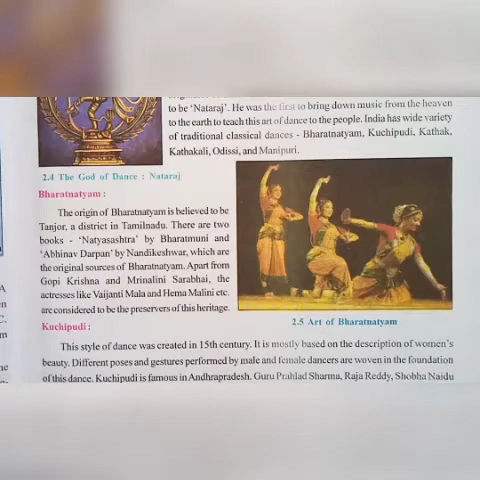 to be 'Nataraj'. He was the first to bring down music from the heaven
to the earth to teach this art of dance to the people. India has wide variety
of traditional classical dances - Bharatnatyam, Kuchipudi, Kathak,
Kathakali, Odissi, and Manipuri.
2.4 The God of Dance : Nataraj
Bharatnatyam :
The origin of Bharatnatyam is believed to be
Tanjor, a district in Tamilnadu. There are two
books - 'Natyasashtra' by Bharatmuni and
'Abhinav Darpan' by Nandikeshwar, which are
the original sources of Bharatnatyam. Apart from
Gopi Krishna and Mrinalini Sarabhai, the
actresses like Vaijanti Mala and Hema Malini etc.
are considered to be the preservers of this heritage.
2.5 Art of Bharatnatyam
Kuchipudi :
This style of dance was created in 15th century. It is mostly based on the description of women's
beauty. Different poses and gestures performed by male and female dancers are woven in the foundation
of this dance. Kuchipudi is famous in Andhrapradesh. Guru Prahlad Sharma, Raja Reddy, Shobha Naidu